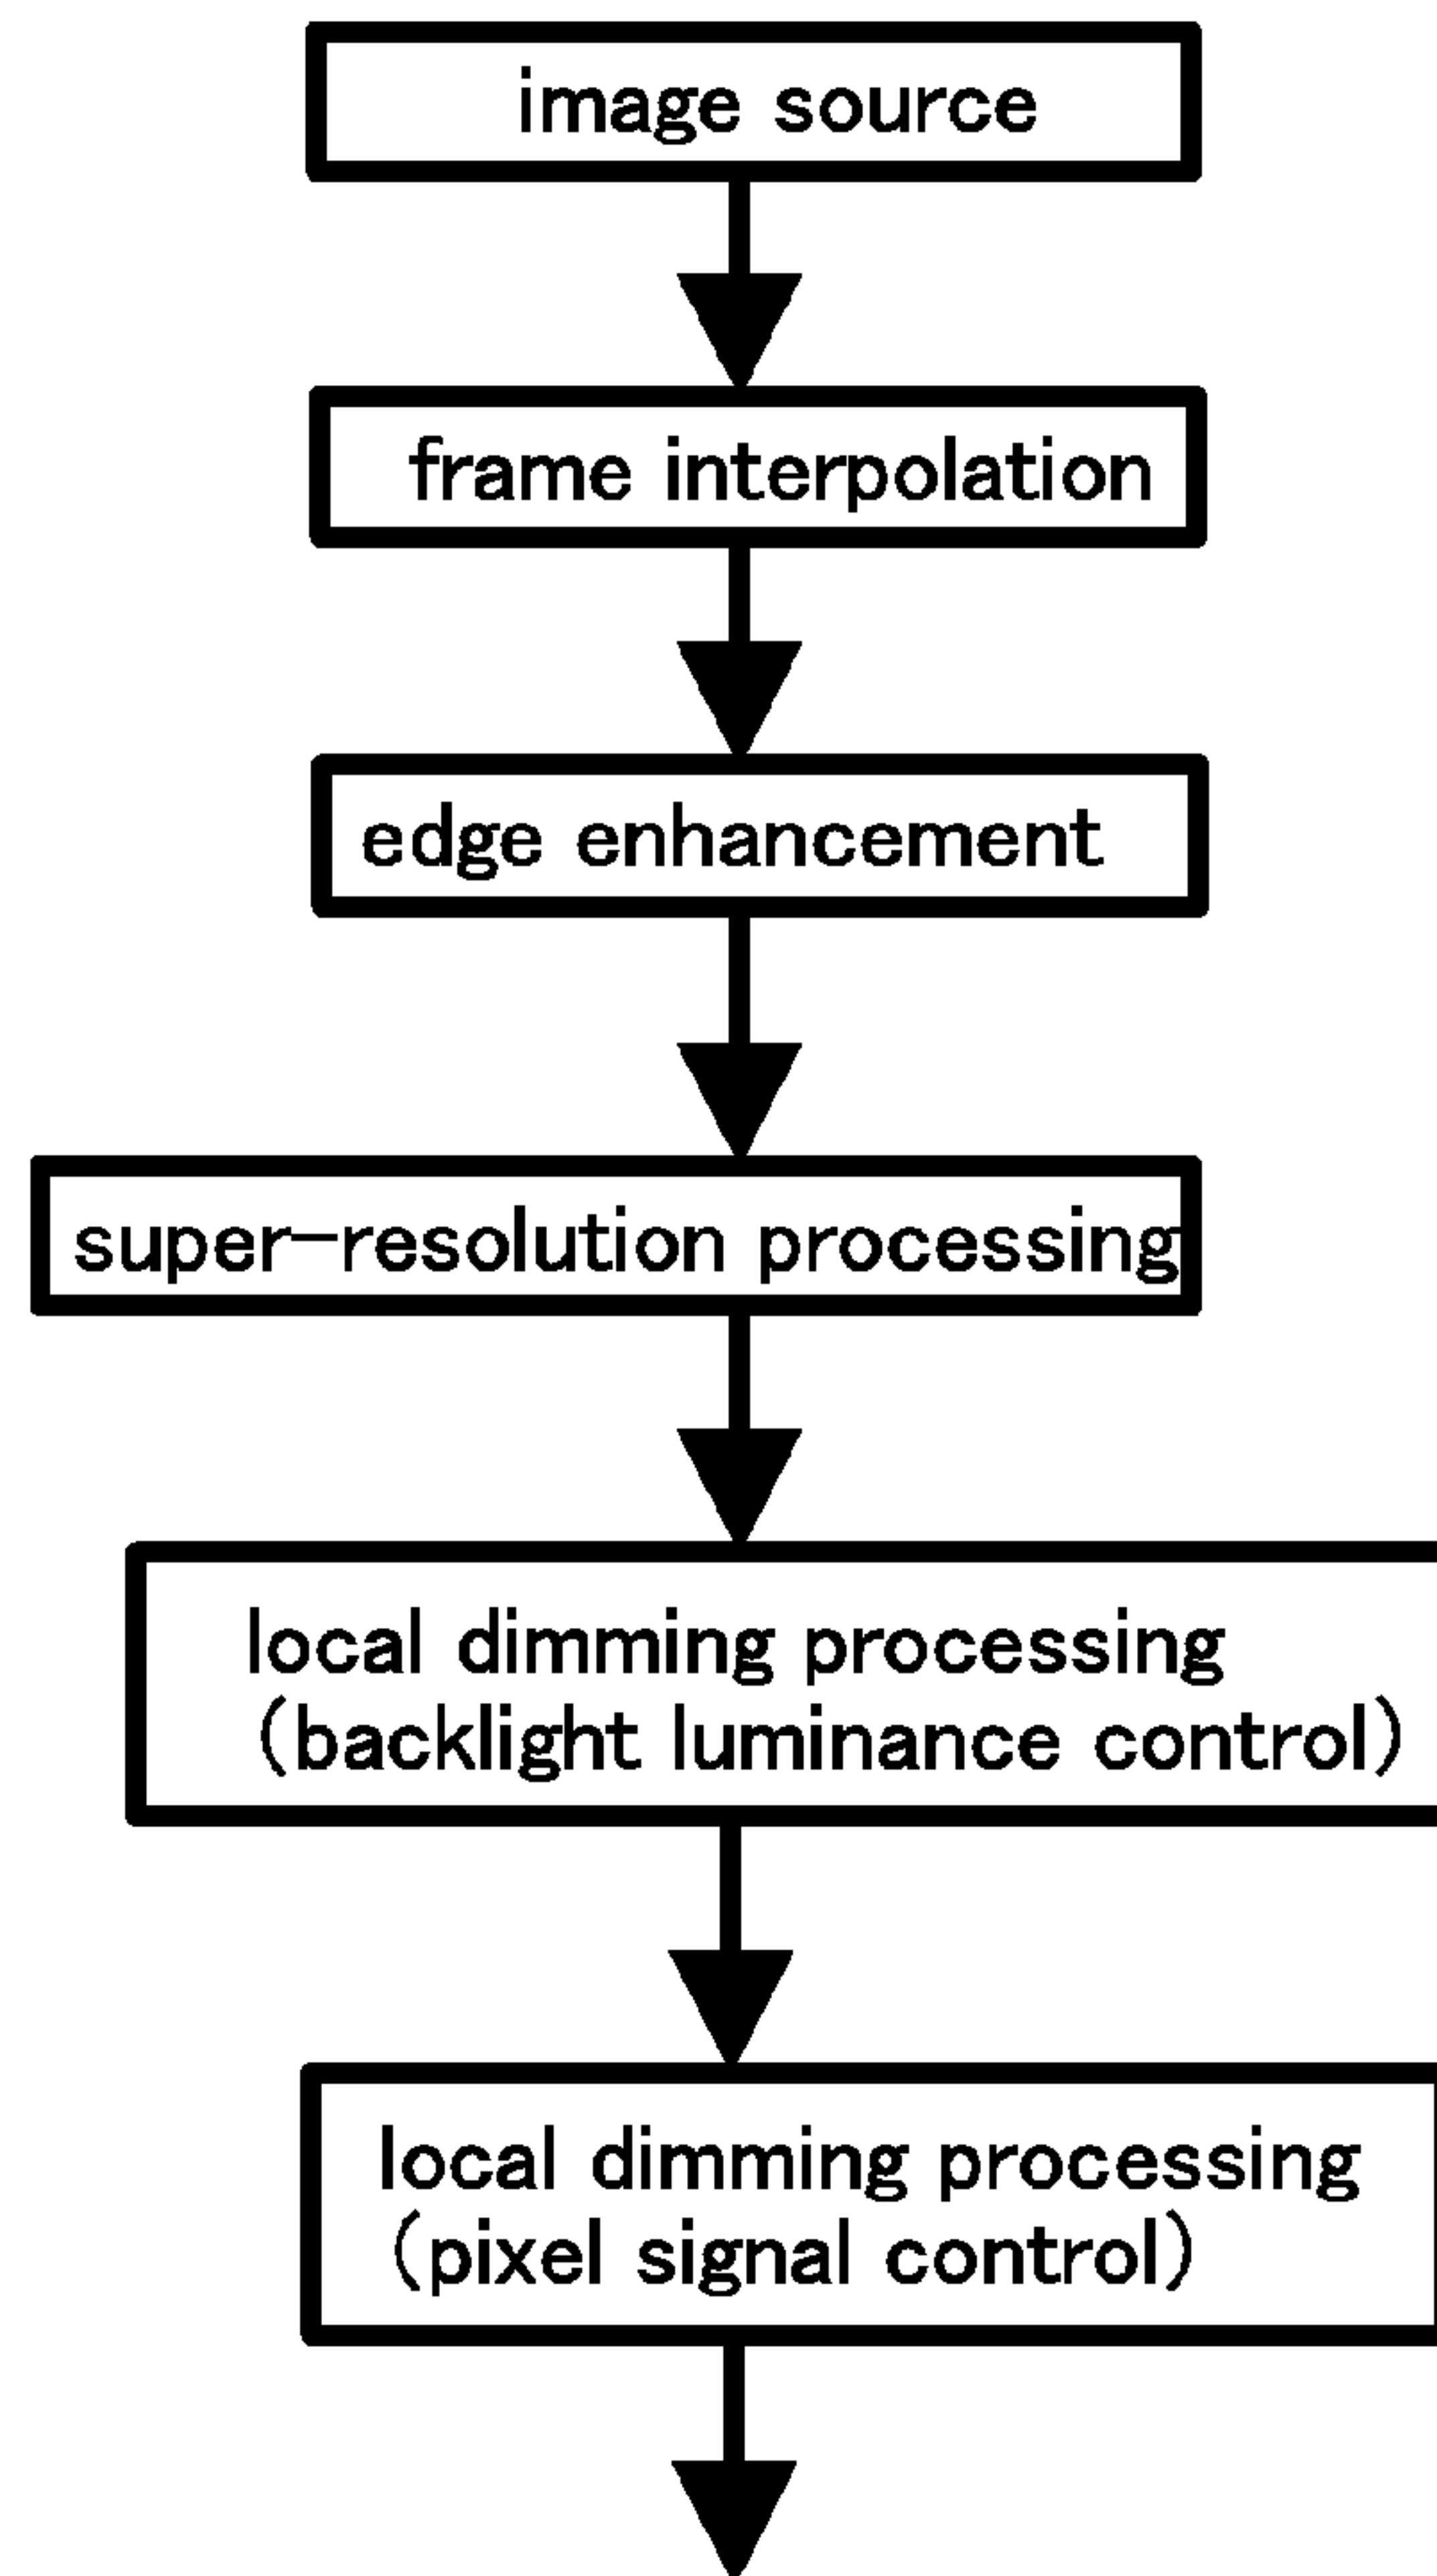 image source
frame interpolation
edge enhancement
super-resolution processing
local dimming processing
(backlight luminance control)
local dimming processing
(pixel signal control)